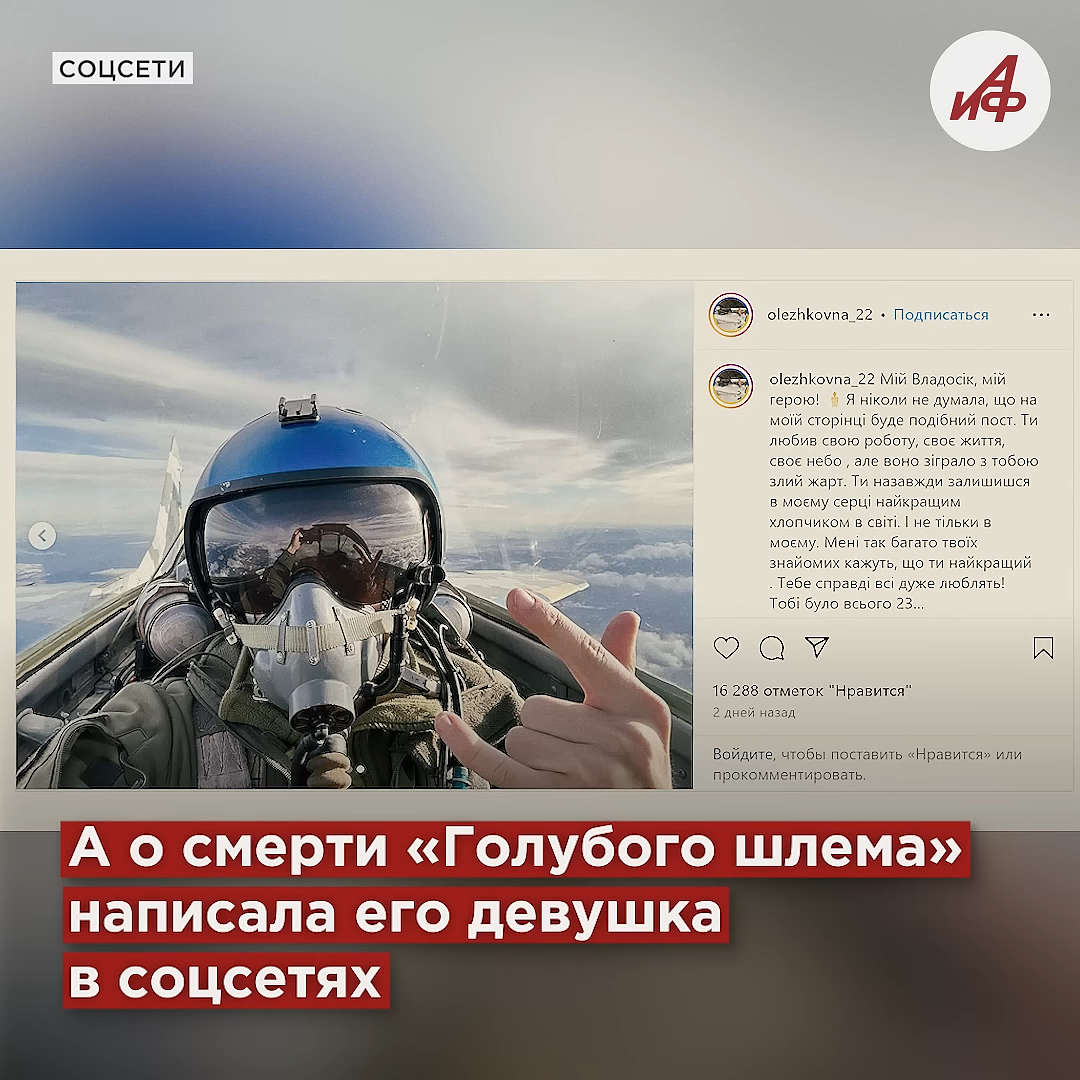 СОЦСЕТИ
АИФ
olezhkovna_22 • Подписаться ...
olezhkovna_22 Мій Владосік, мій
герою! 🕯 Я ніколи не думала, що на
моїй сторінці буде подібний пост. Ти
любив свою роботу, своє життя,
своє небо , але воно зіграло з тобою
злий жарт. Ти назавжди залишишся
в моєму серці найкращим
хлопчиком в світі. І не тільки в
моєму. Мені так багато твоїх
знайомих кажуть, що ти найкращий
. Тебе справді всі дуже люблять!
Тобі було всього 23...
16 288 отметок "Нравится"
2 дней назад
Войдите, чтобы поставить «Нравится» или
прокомментировать.
А о смерти «Голубого шлема»
написала его девушка
в соцсетях